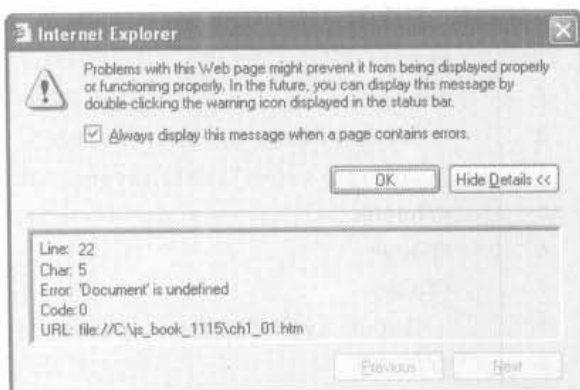 Internet Explorer
Problems with this Web page might prevent it from being displayed properly
or functioning properly. In the future, you can display this message by
double-clicking the warning icon displayed in the status bar.
Always display this message when a page contains errors.
OK
Hide Details <<
Line: 22
Char: 5
Error: 'Document' is undefined
Code:0
URL: file://C:\js_book_1115\ch1_01.htm
Previous
Next